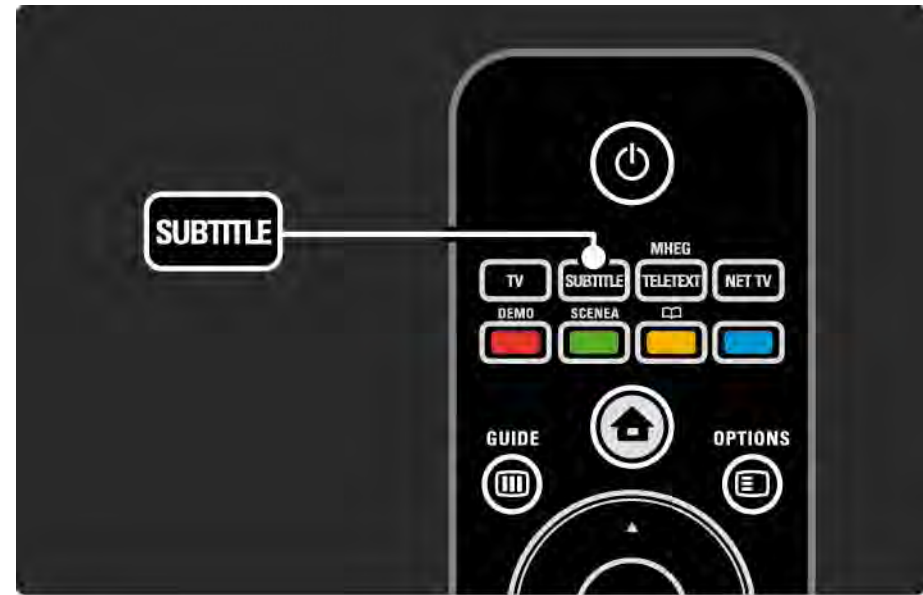 SUBTITLE
MHEG
TV SUBTITLE TELETEXT NET TV
DEMO SCENEA
GUIDE OPTIONS